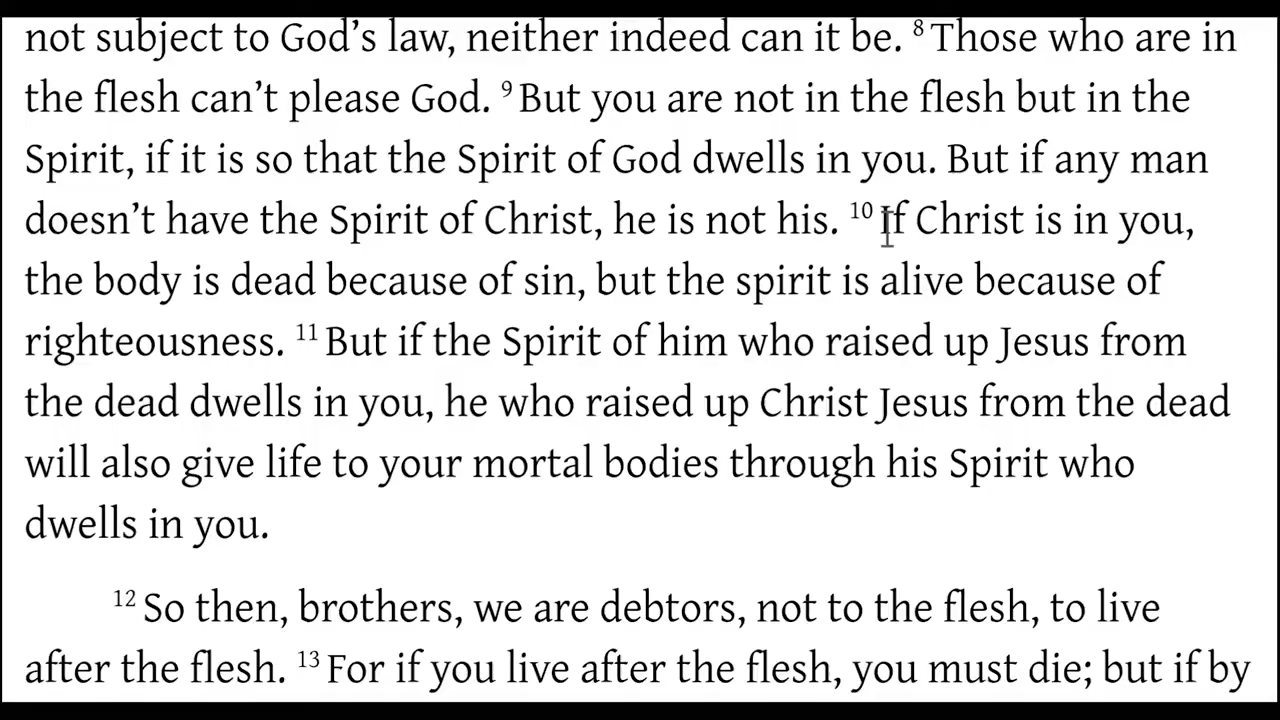 not subject to God’s law, neither indeed can it be. 8 Those who are in
the flesh can’t please God. 9 But you are not in the flesh but in the
Spirit, if it is so that the Spirit of God dwells in you. But if any man
doesn’t have the Spirit of Christ, he is not his. 10 If Christ is in you,
the body is dead because of sin, but the spirit is alive because of
righteousness. 11 But if the Spirit of him who raised up Jesus from
the dead dwells in you, he who raised up Christ Jesus from the dead
will also give life to your mortal bodies through his Spirit who
dwells in you.
12 So then, brothers, we are debtors, not to the flesh, to live
after the flesh. 13 For if you live after the flesh, you must die; but if by